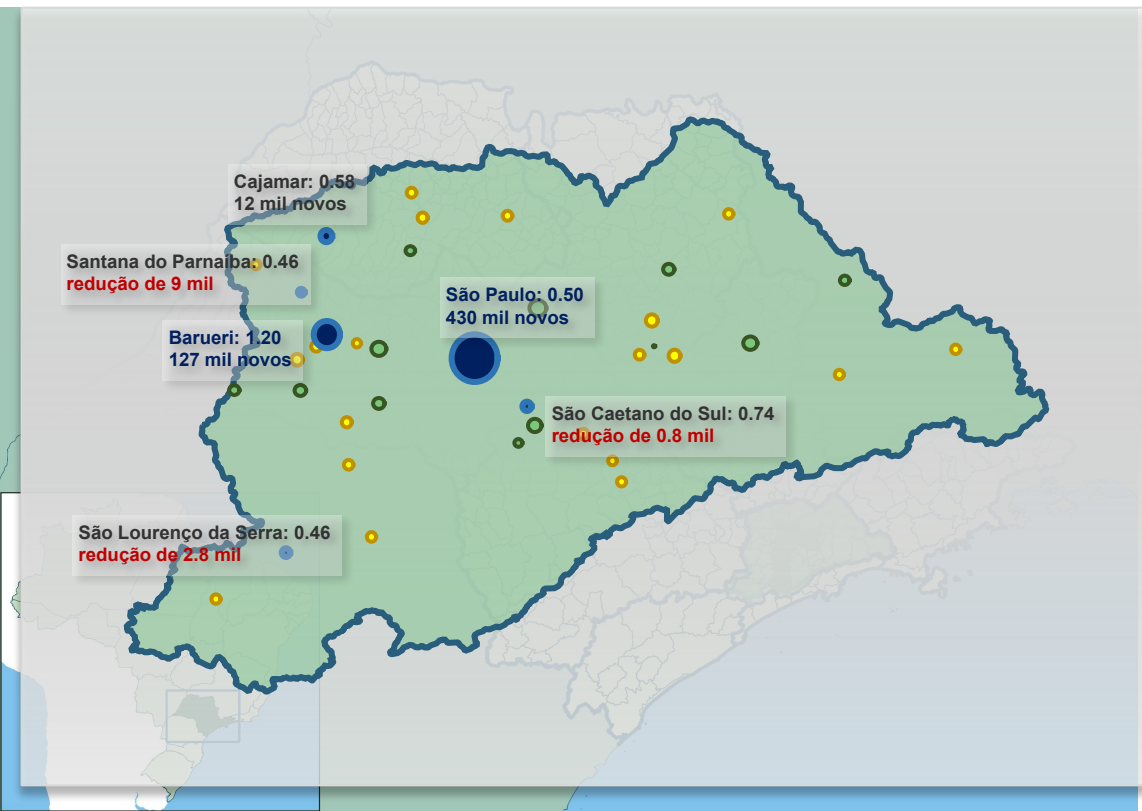 Cajamar: 0.58
12 mil novos
Santana do Parnaiba: 0.46
redução de 9 mil
São Paulo: 0.50
430 mil novos
Barueri: 1.20
127 mil novos
São Caetano do Sul: 0.74
redução de 0.8 mil
São Lourenço da Serra: 0.46
redução de 2.8 mil